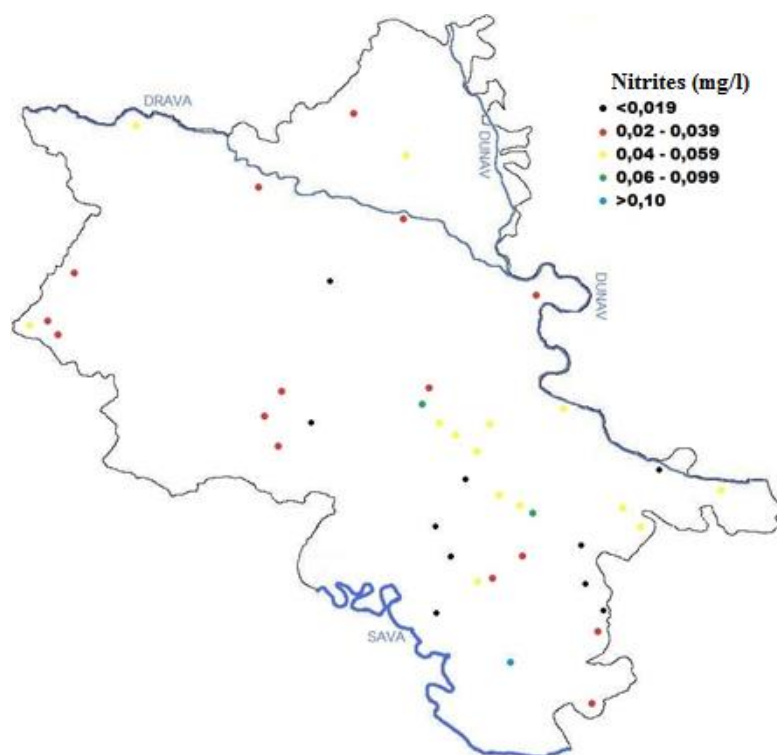 Nitrites (mg/l)
<0,019
0,02 - 0,039
0,04 - 0,059
0,06 - 0,099
>0,10
DRAVA
DUNAV
DUNAV
SAVA